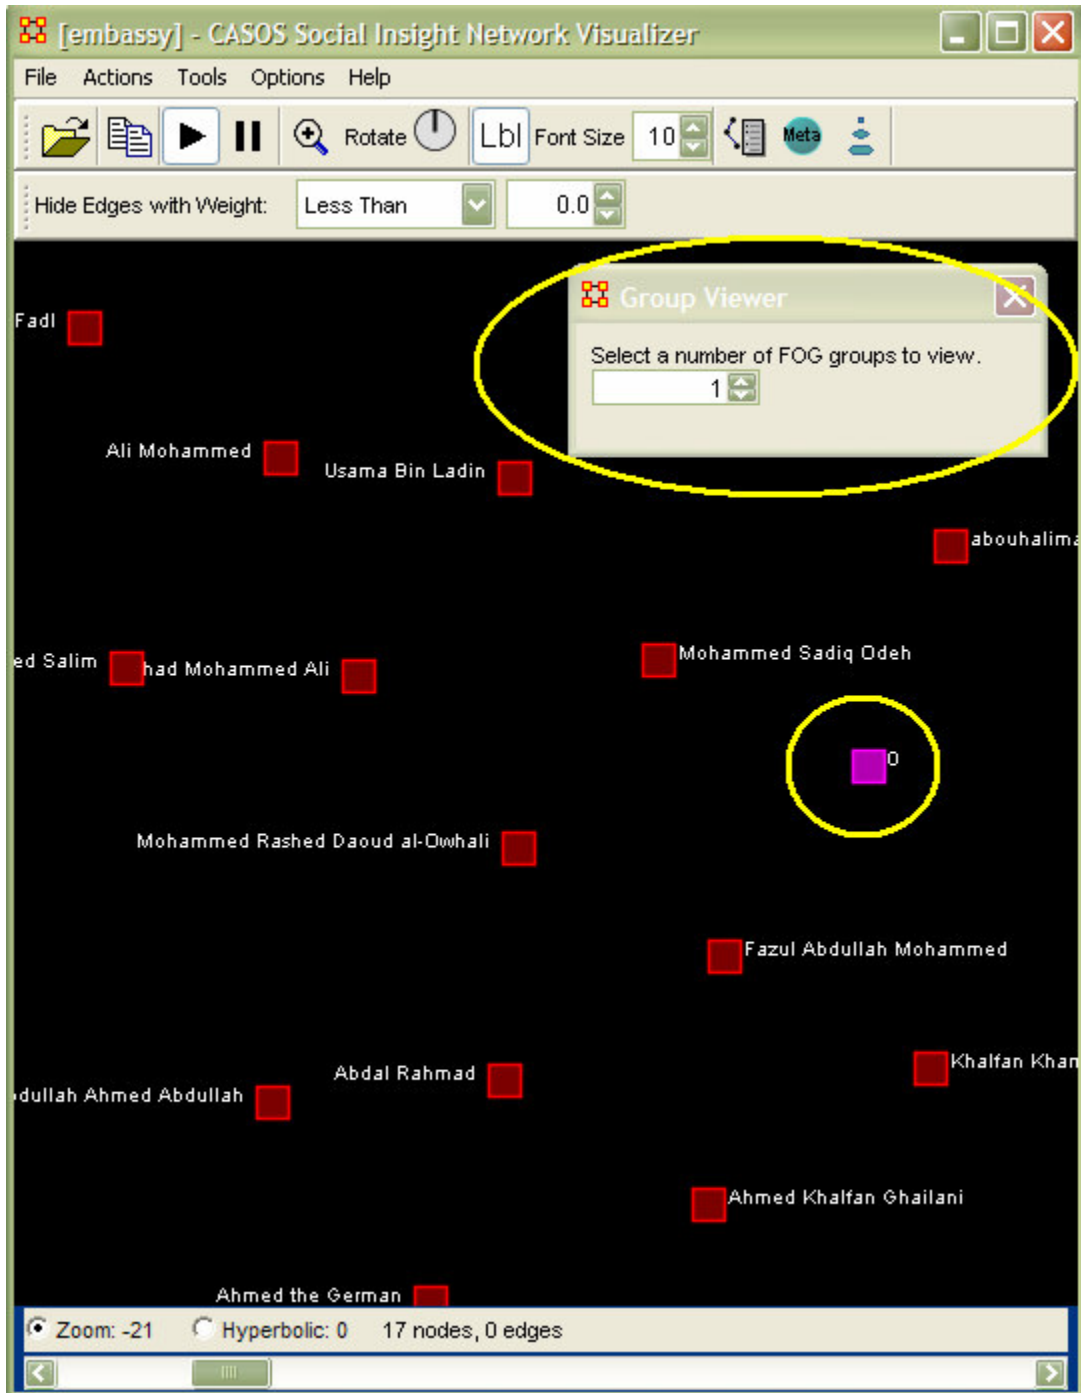 [embassy] - CASOS Social Insight Network Visualizer
File Actions Tools Options Help
Rotate Lbl Font Size 10 Meta
Hide Edges with Weight: Less Than 0.0
Group Viewer
Select a number of FOG groups to view.
1
Fadl
Ali Mohammed
Usama Bin Ladin
abouhalima
ed Salim
had Mohammed Ali
Mohammed Sadiq Odeh
0
Mohammed Rashed Daoud al-Owhali
Fazul Abdullah Mohammed
Khalfan Kham
Abdal Rahmad
dullah Ahmed Abdullah
Ahmed Khalfan Ghailani
Ahmed the German
Zoom: -21 Hyperbolic: 0 17 nodes, 0 edges